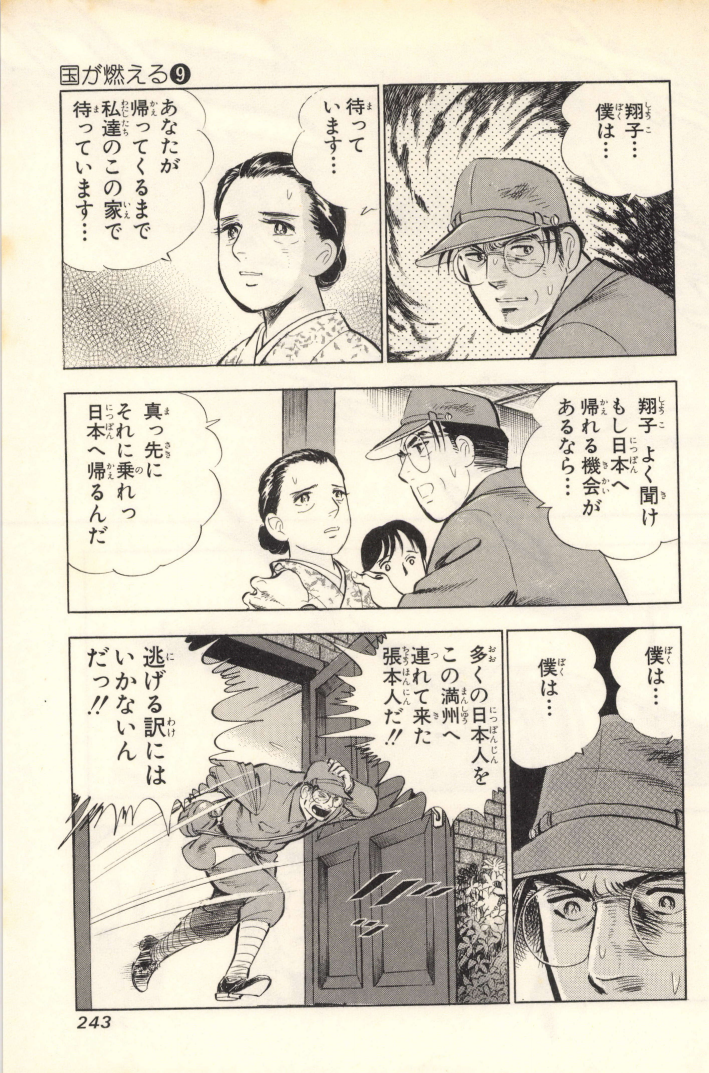 国が燃える❾
翔子…
僕は…
待って
います…
あなたが
帰ってくるまで
私達のこの家で
待っています…
翔子 よく聞け
もし日本へ
帰れる機会が
あるなら…
真っ先に
それに乗れっ
日本へ帰るんだ
僕は…
僕は…
多くの日本人を
この満州へ
連れて来た
張本人だ!!
逃げる訳には
いかないん
だっ!!
243